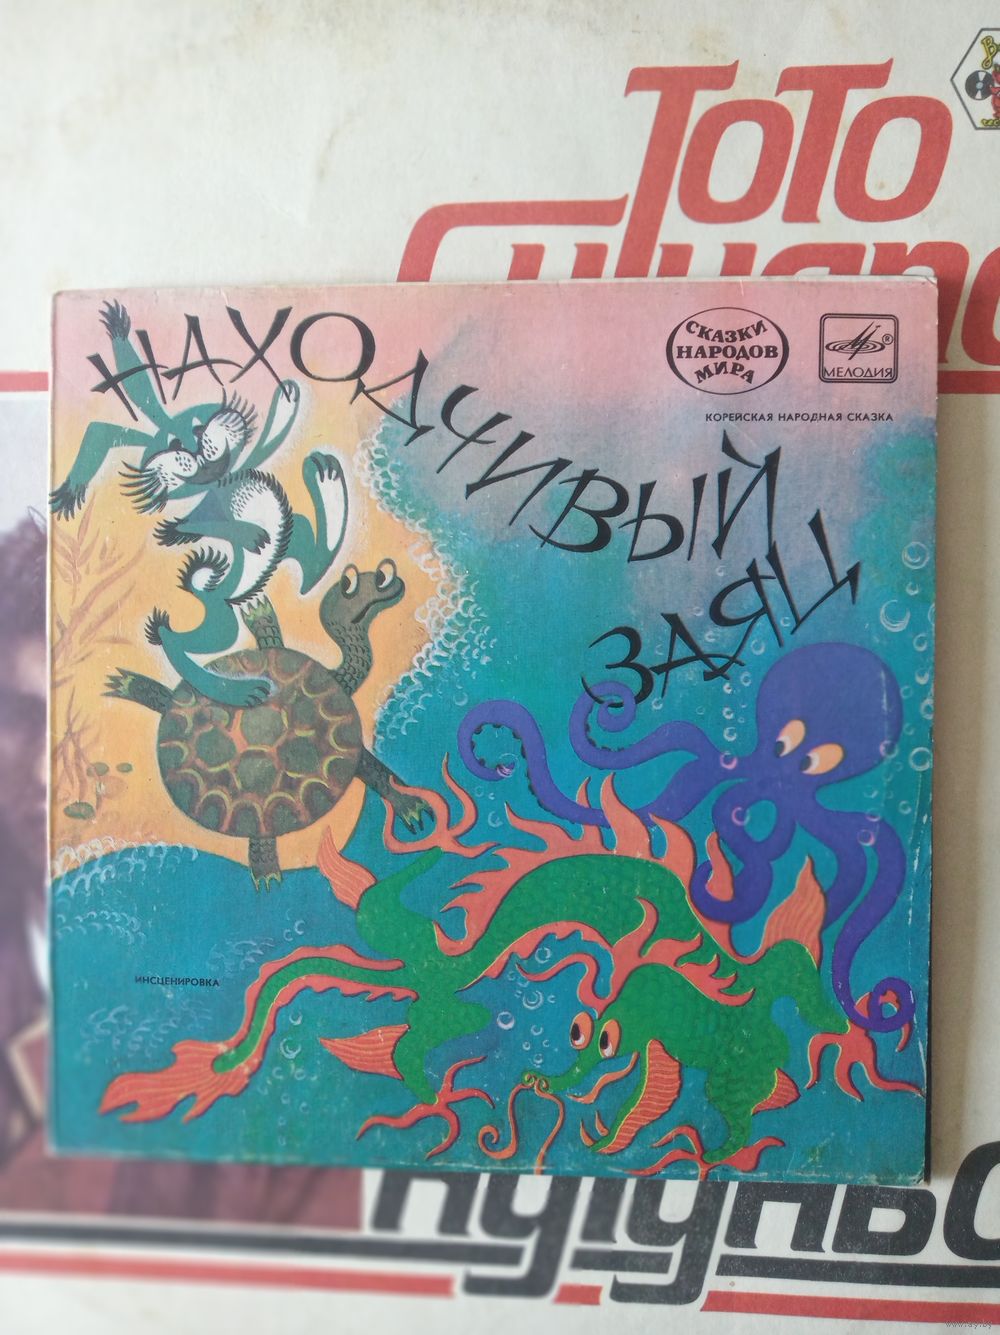 ТОТО
НАХОДЧИВЫЙ
ЗАЯЦ
СКАЗКИ
НАРОДОВ
МИРА
МЕЛОДИЯ
КОРЕЙСКАЯ НАРОДНАЯ СКАЗКА
ИНСЦЕНИРОВКА